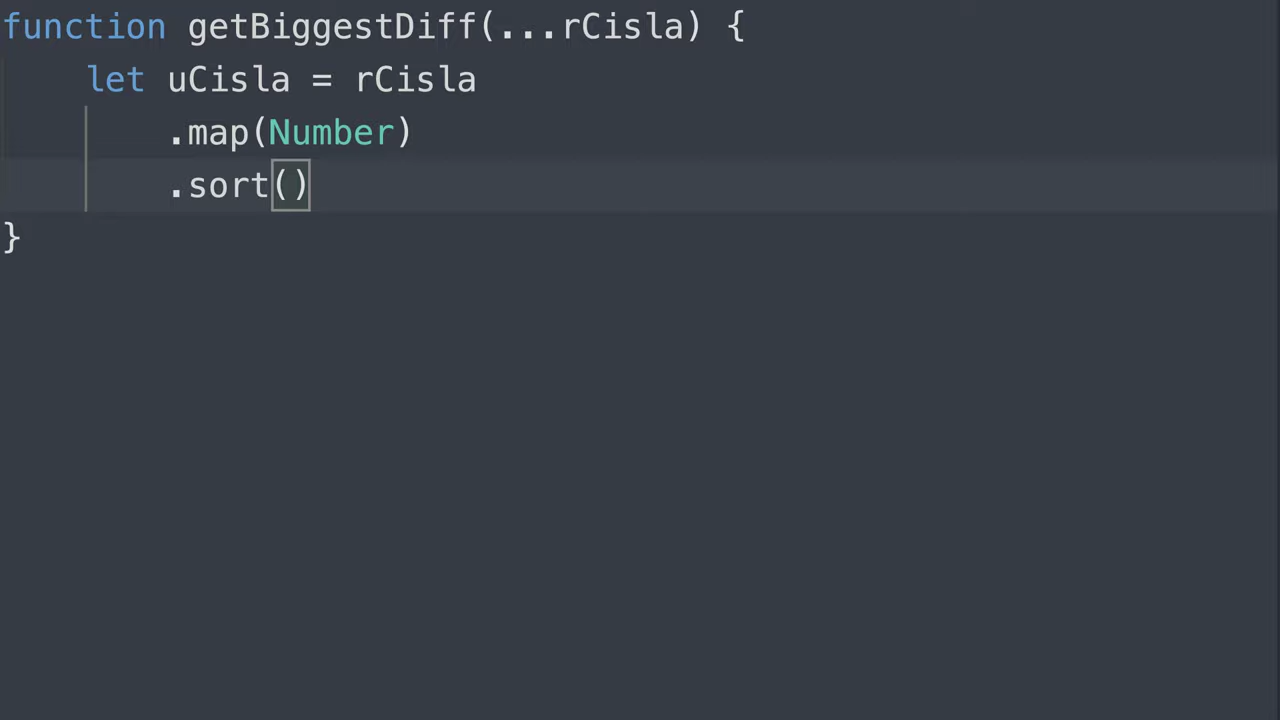 function getBiggestDiff(...rCisla) {
    let uCisla = rCisla
        .map(Number)
        .sort()
}